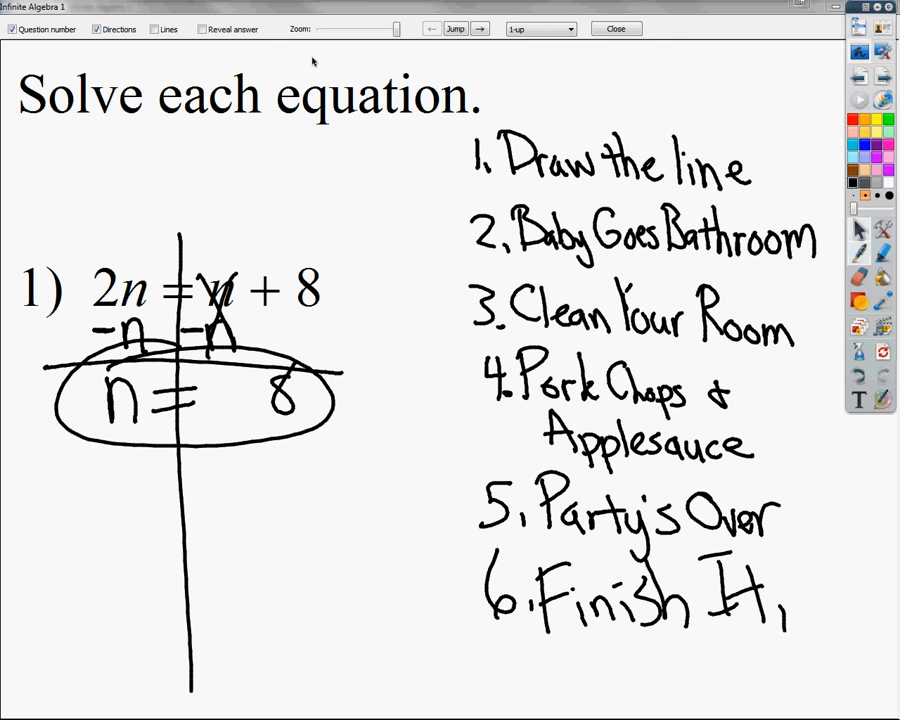 Infinite Algebra 1
Question number Directions Lines Reveal answer Zoom: Jump 1-up Close
Solve each equation.
1) 2n = n + 8
-n -n
n = 8
1. Draw the line
2. Baby Goes Bathroom
3. Clean Your Room
4. Pork Chops &
Applesauce
5. Party's Over
6. Finish It,
T